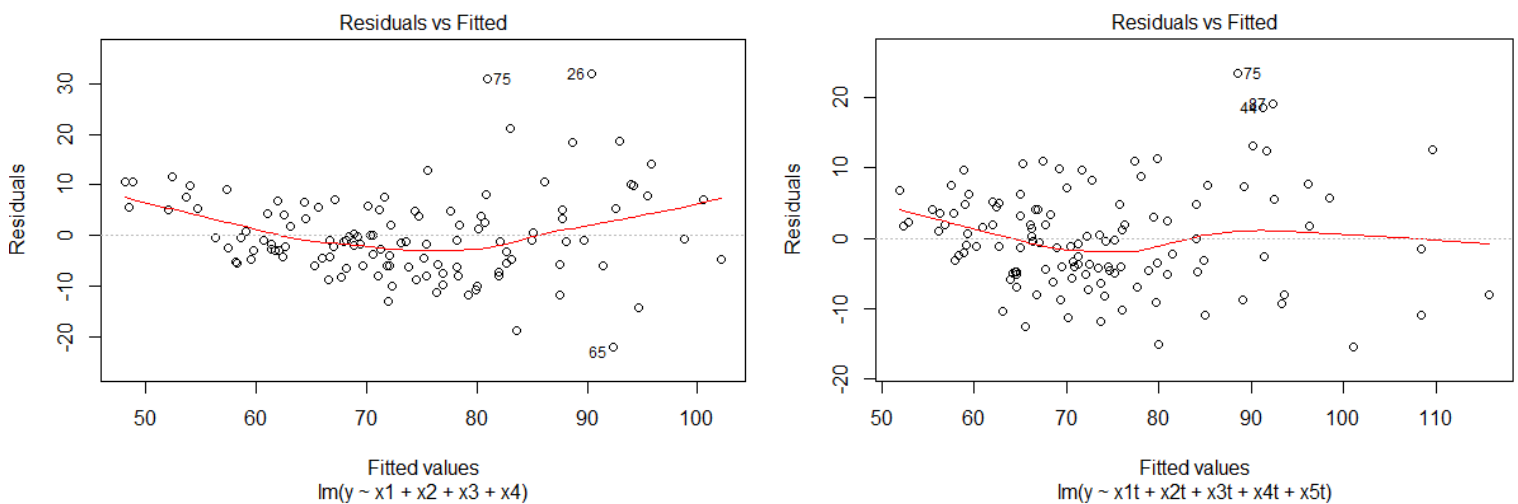 Residuals vs Fitted
Residuals
30
20
10
0
-10
-20
75
26
65
50 60 70 80 90 100
Fitted values
lm(y ~ x1 + x2 + x3 + x4)
Residuals vs Fitted
Residuals
20
10
0
-10
-20
75
87
44
50 60 70 80 90 100 110
Fitted values
lm(y ~ x1t + x2t + x3t + x4t + x5t)